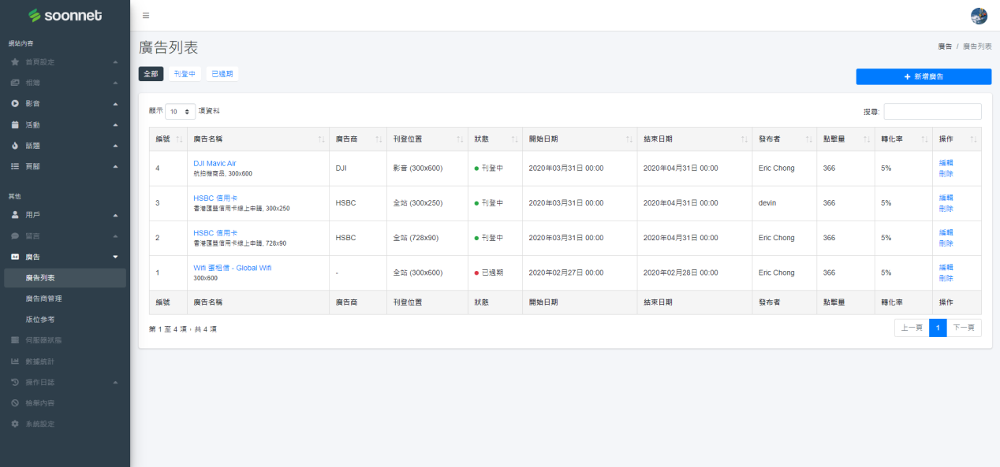 soonnet
網站內容
首頁設定
相簿
影音
活動
話題
頁腳
其他
用戶
留言
廣告
廣告列表
廣告商管理
版位參考
伺服器狀態
數據統計
操作日誌
檢舉內容
系統設定
廣告列表
廣告 / 廣告列表
全部 刊登中 已過期
+ 新增廣告
顯示 10 項資料
搜尋:
編號 廣告名稱 廣告商 刊登位置 狀態 開始日期 結束日期 發布者 點擊量 轉化率 操作
4 DJI Mavic Air DJI 影音 (300x600) 刊登中 2020年03月31日 00:00 2020年04月31日 00:00 Eric Chong 366 5% 編輯
航拍機商品, 300x600 刪除
3 HSBC 信用卡 HSBC 全站 (300x250) 刊登中 2020年03月31日 00:00 2020年04月31日 00:00 devin 366 5% 編輯
香港匯豐信用卡線上申請, 300x250 刪除
2 HSBC 信用卡 HSBC 全站 (728x90) 刊登中 2020年03月31日 00:00 2020年04月31日 00:00 Eric Chong 366 5% 編輯
香港匯豐信用卡線上申請, 728x90 刪除
1 Wifi 蛋租借 - Global Wifi - 全站 (300x600) 已過期 2020年02月27日 00:00 2020年02月28日 00:00 Eric Chong 366 5% 編輯
300x600 刪除
編號 廣告名稱 廣告商 刊登位置 狀態 開始日期 結束日期 發布者 點擊量 轉化率 操作
第 1 至 4 項，共 4 項
上一頁 1 下一頁